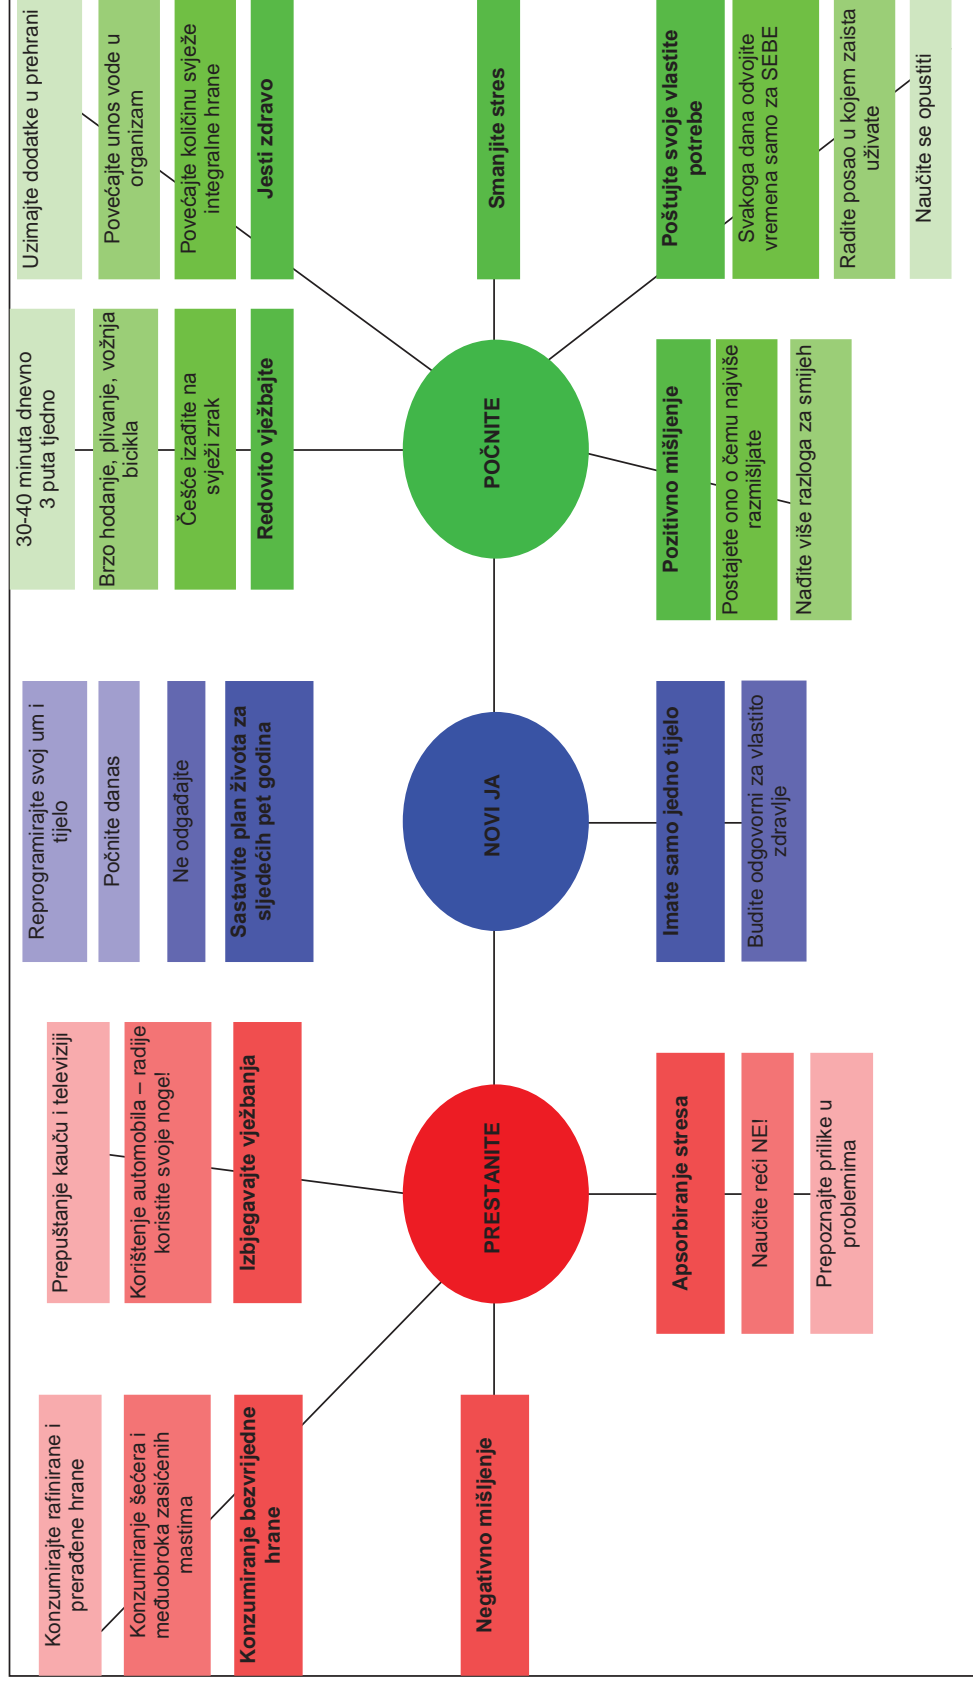 Konzumirajte rafinirane i
prerađene hrane
Konzumiranje šećera i
međuobroka zasićenih
mastima
Konzumiranje bezvrijedne
hrane
Negativno mišljenje
Prepuštanje kauču i televiziji
Korištenje automobila – radije
koristite svoje noge!
Izbjegavajte vježbanja
PRESTANITE
Apsorbiranje stresa
Naučite reći NE!
Prepoznajte prilike u
problemima
Reprogramirajte svoj um i
tijelo
Počnite danas
Ne odgađajte
Sastavite plan života za
sljedećih pet godina
NOVI JA
Imate samo jedno tijelo
Budite odgovorni za vlastito
zdravlje
30-40 minuta dnevno
3 puta tjedno
Brzo hodanje, plivanje, vožnja
bicikla
Češće izađite na
svježi zrak
Redovito vježbajte
POČNITE
Pozitivno mišljenje
Postajete ono o čemu najviše
razmišljate
Nađite više razloga za smijeh
Uzimajte dodatke u prehrani
Povećajte unos vode u
organizam
Povećajte količinu svježe
integralne hrane
Jesti zdravo
Smanjite stres
Poštujte svoje vlastite
potrebe
Svakoga dana odvojite
vremena samo za SEBE
Radite posao u kojem zaista
uživate
Naučite se opustiti